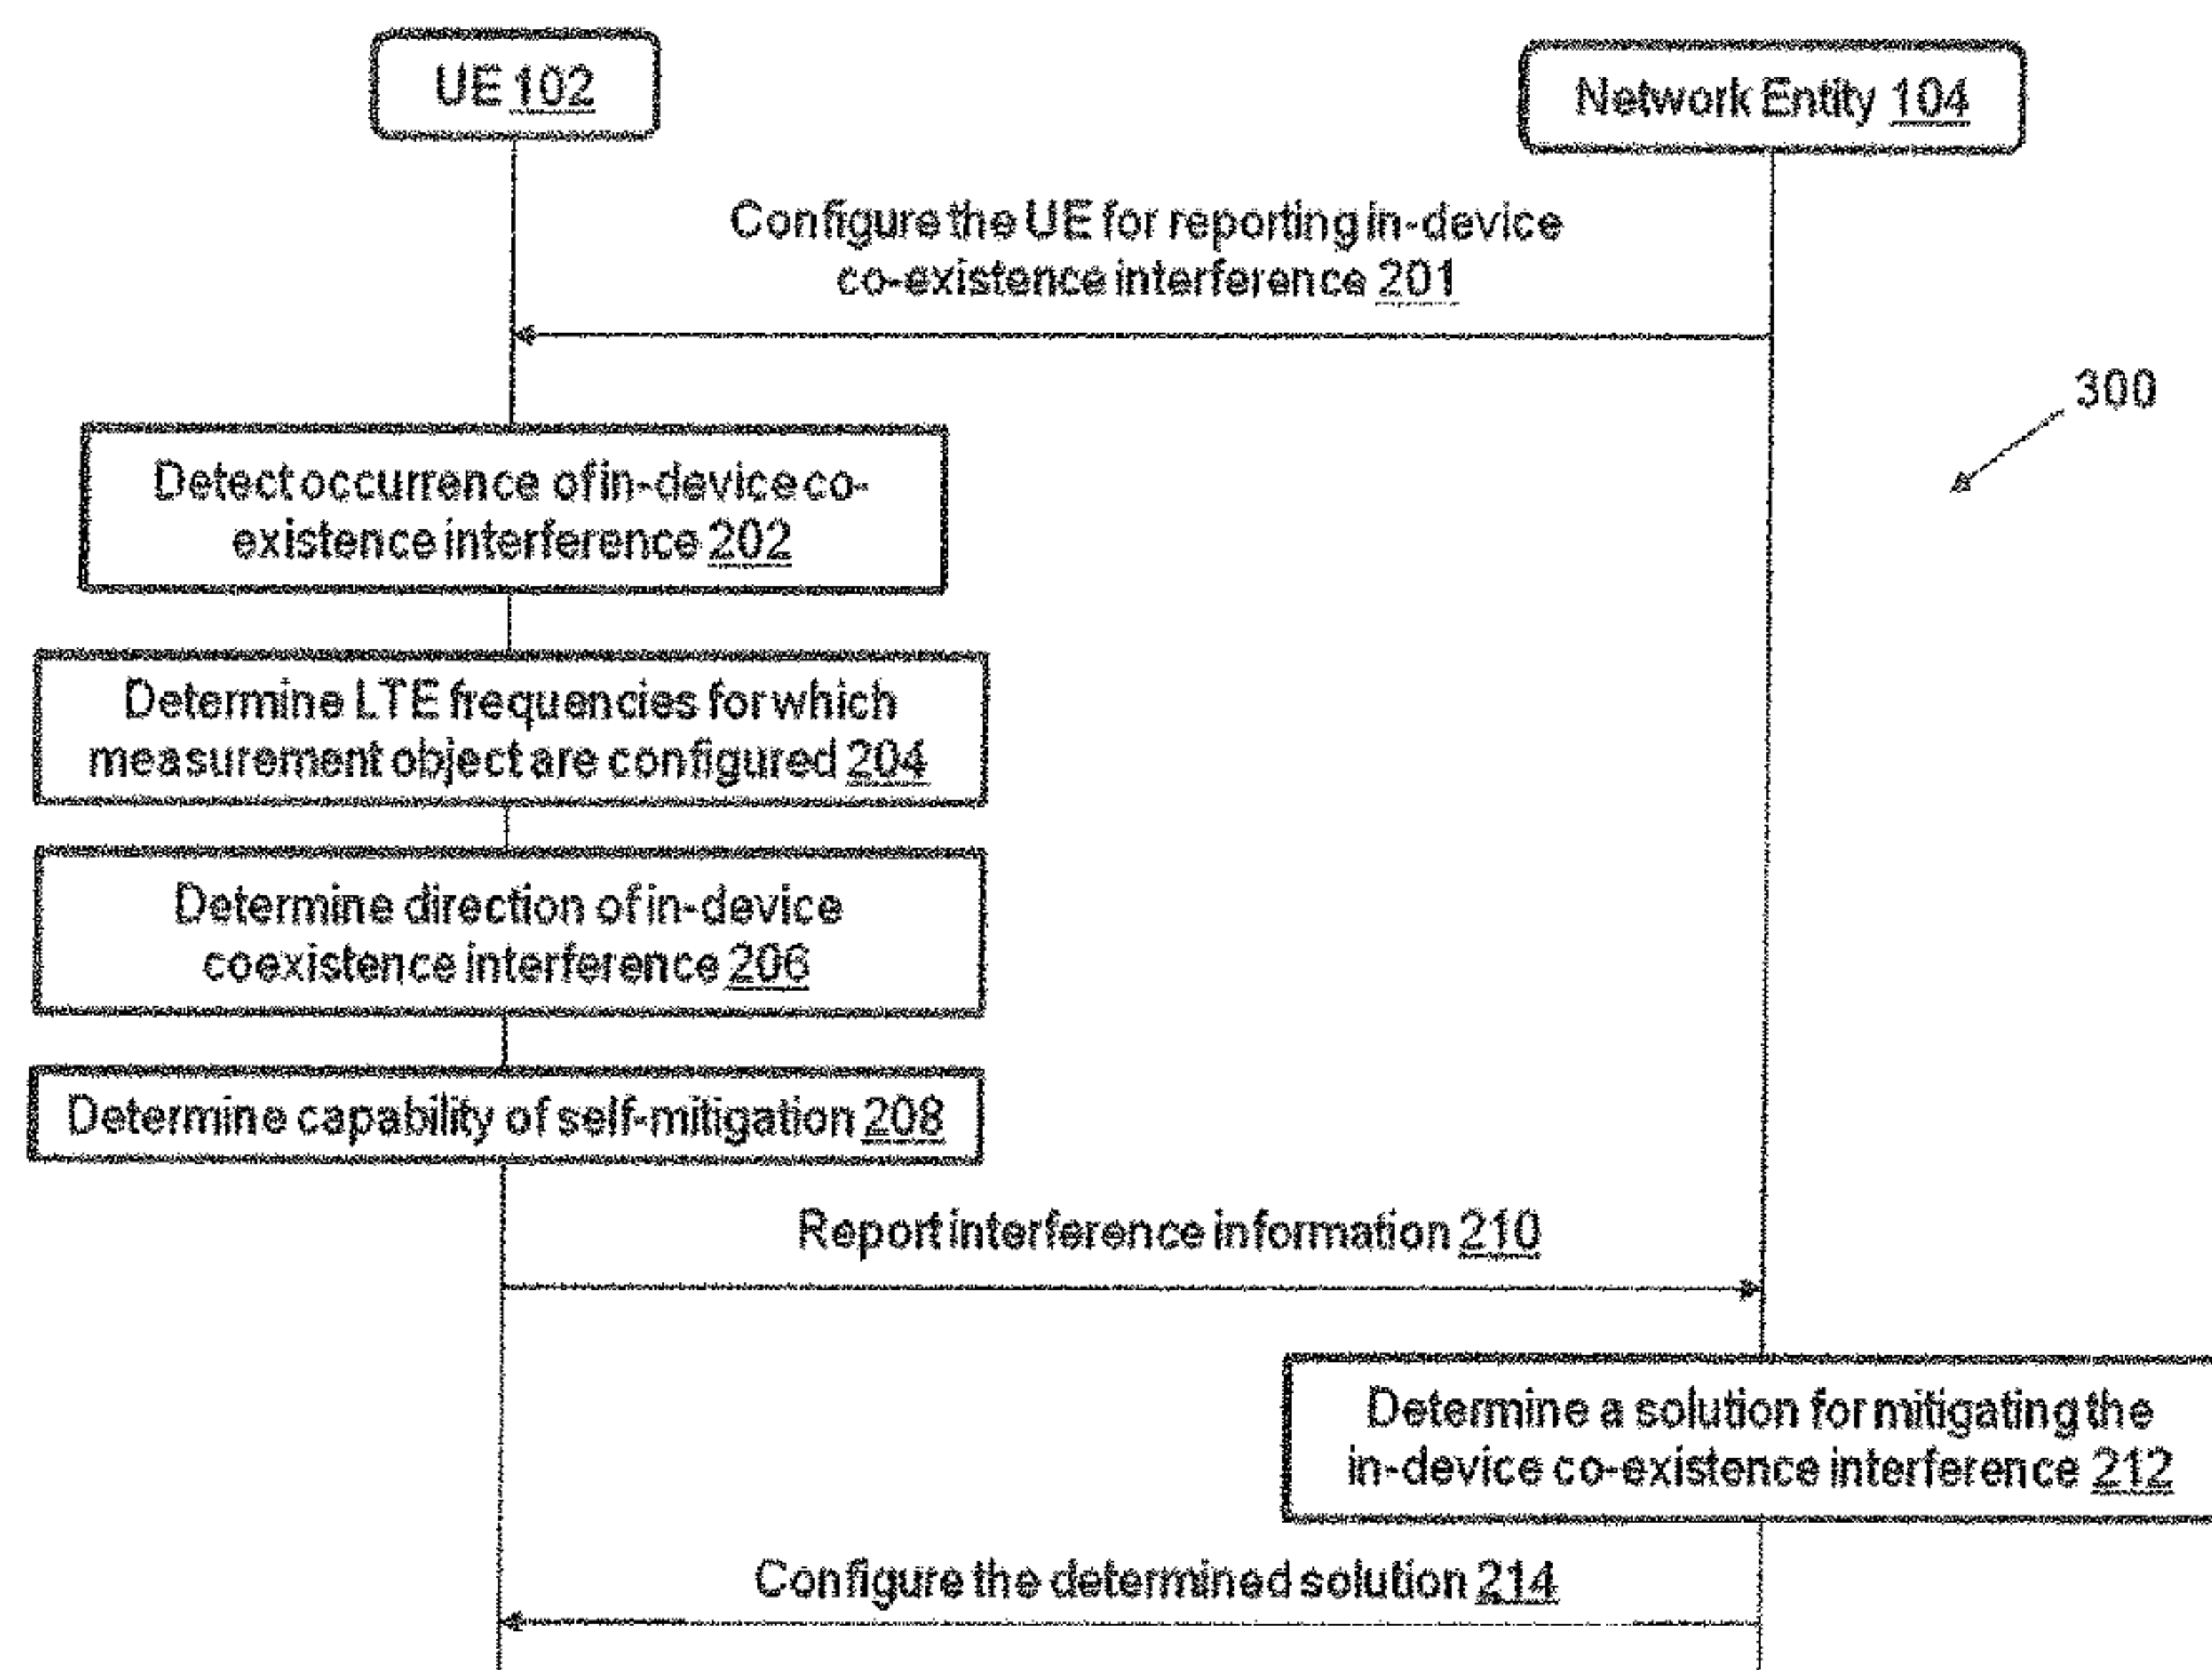 UE 102
Network Entity 104
Configure the UE for reporting in-device
co-existence interference 201
300
Detect occurrence of in-device co-
existence interference 202
Determine LTE frequencies for which
measurement object are configured 204
Determine direction of in-device
coexistence interference 206
Determine capability of self-mitigation 208
Report interference information 210
Determine a solution for mitigating the
in-device co-existence interference 212
Configure the determined solution 214